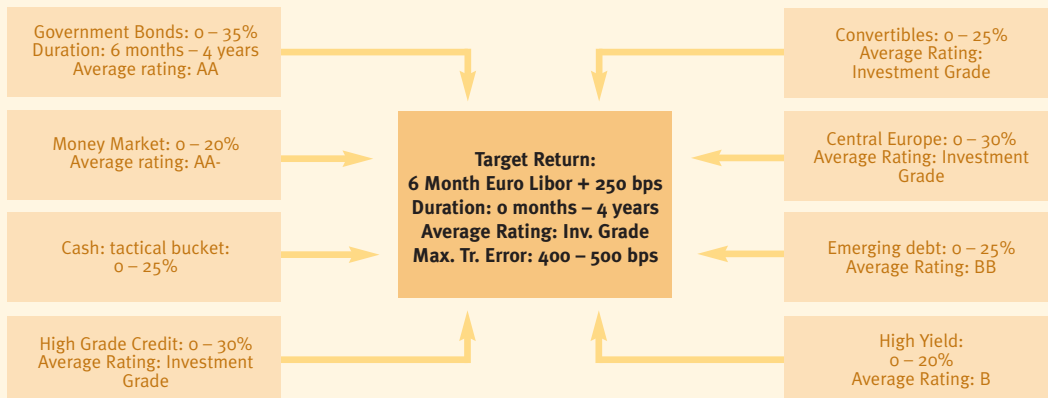 Government Bonds: 0 – 35%
Duration: 6 months – 4 years
Average rating: AA
Money Market: 0 – 20%
Average rating: AA-
Cash: tactical bucket:
0 – 25%
High Grade Credit: 0 – 30%
Average Rating: Investment
Grade
Target Return:
6 Month Euro Libor + 250 bps
Duration: 0 months – 4 years
Average Rating: Inv. Grade
Max. Tr. Error: 400 – 500 bps
Convertibles: 0 – 25%
Average Rating:
Investment Grade
Central Europe: 0 – 30%
Average Rating: Investment
Grade
Emerging debt: 0 – 25%
Average Rating: BB
High Yield:
0 – 20%
Average Rating: B